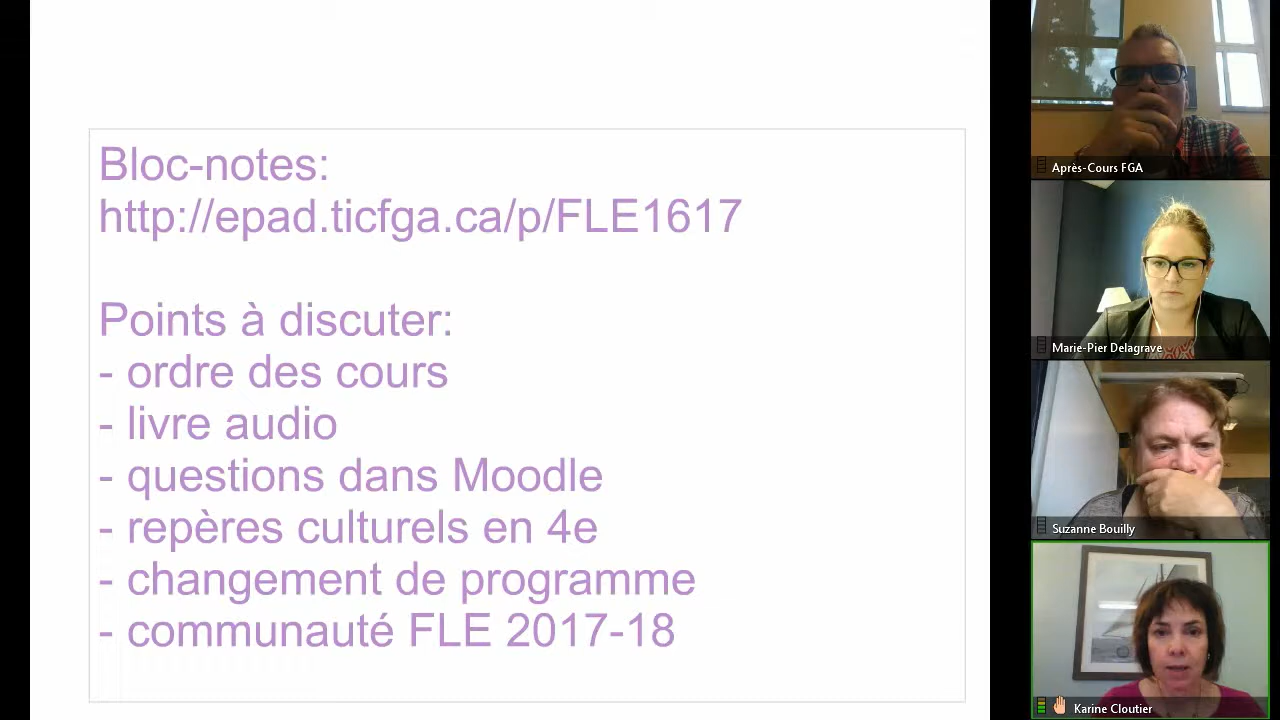 Bloc-notes:
http://epad.ticfga.ca/p/FLE1617
Points à discuter:
- ordre des cours
- livre audio
- questions dans Moodle
- repères culturels en 4e
- changement de programme
- communauté FLE 2017-18
Après-Cours FGA
Marie-Pier Delagrave
Suzanne Bouilly
Karine Cloutier